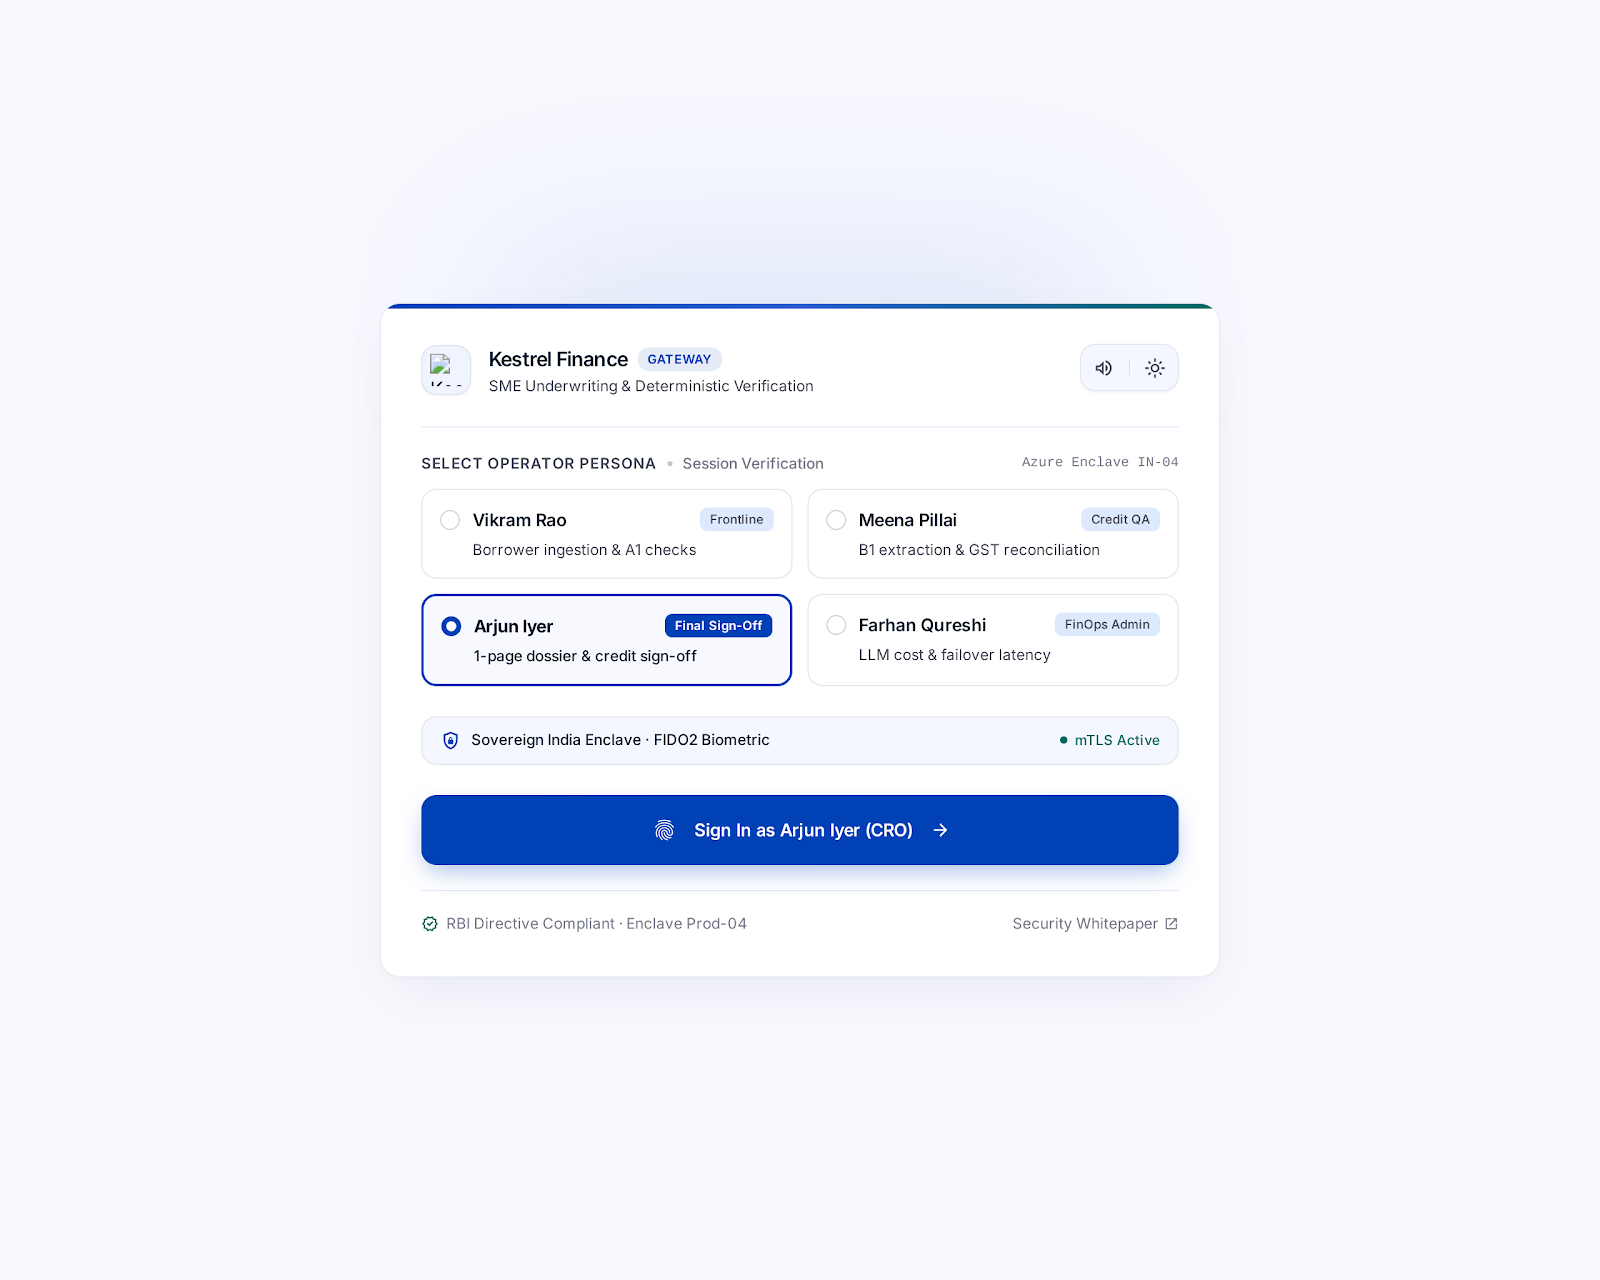 Kestrel Finance GATEWAY
SME Underwriting & Deterministic Verification
SELECT OPERATOR PERSONA • Session Verification
Azure Enclave IN-04
Vikram Rao Frontline
Borrower ingestion & A1 checks
Meena Pillai Credit QA
B1 extraction & GST reconciliation
Arjun Iyer Final Sign-Off
1-page dossier & credit sign-off
Farhan Qureshi FinOps Admin
LLM cost & failover latency
Sovereign India Enclave · FIDO2 Biometric
mTLS Active
Sign In as Arjun Iyer (CRO)
RBI Directive Compliant · Enclave Prod-04
Security Whitepaper